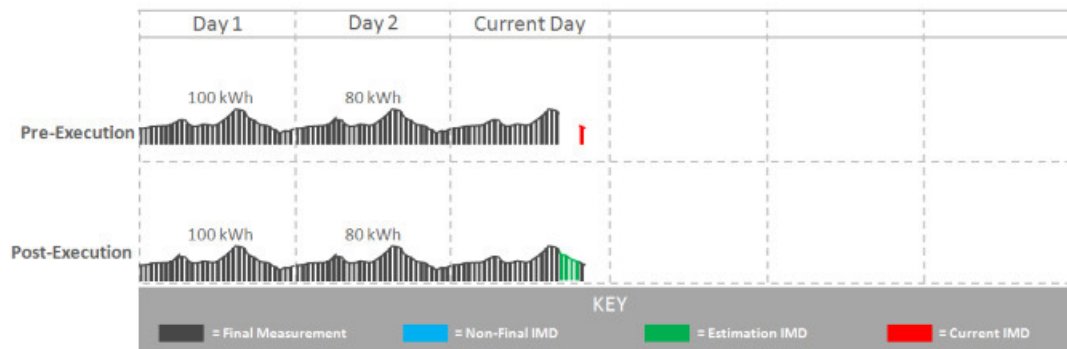 Day 1 Day 2 Current Day
100 kWh 80 kWh
Pre-Execution
100 kWh 80 kWh
Post-Execution
KEY
= Final Measurement = Non-Final IMD = Estimation IMD = Current IMD